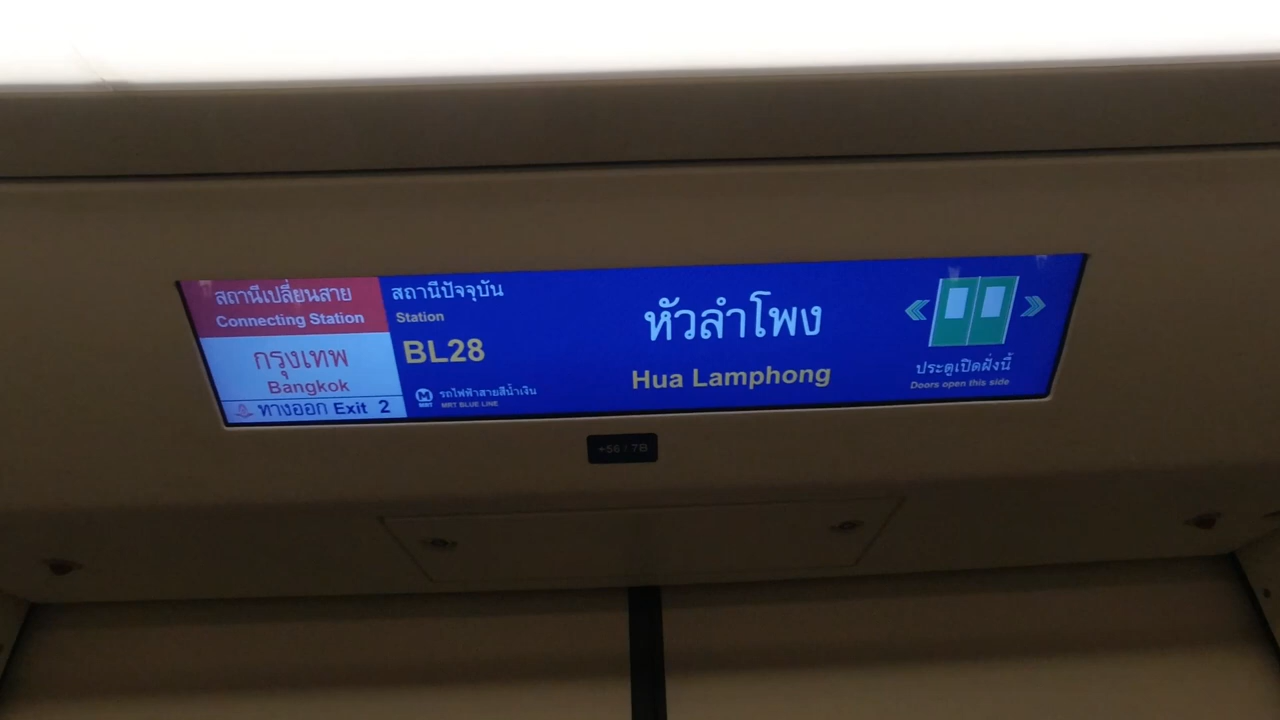 สถานีเปลี่ยนสาย
Connecting Station
กรุงเทพ
Bangkok
ทางออก Exit 2
สถานีปัจจุบัน
Station
BL28
MRT
รถไฟฟ้าสายสีน้ำเงิน
MRT BLUE LINE
หัวลำโพง
Hua Lamphong
ประตูเปิดฝั่งนี้
Doors open this side
+56 / 7B